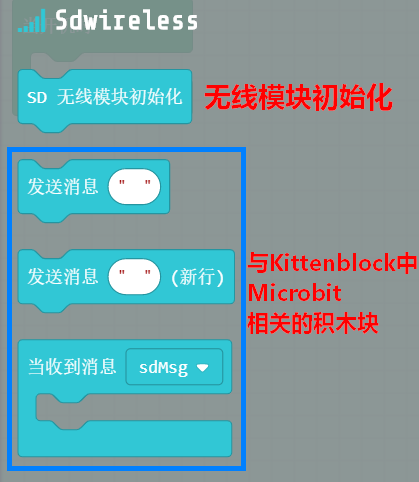 Sdwireless
SD 无线模块初始化
无线模块初始化
发送消息 " "
发送消息 " " (新行)
当收到消息 sdMsg
与Kittenblock中
Microbit
相关的积木块